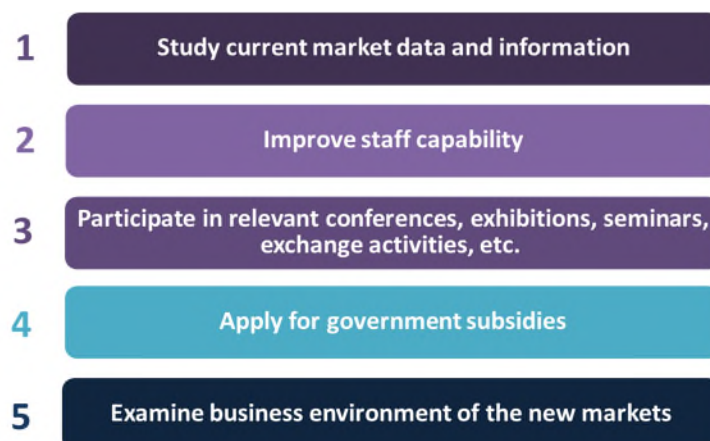 1 Study current market data and information
2 Improve staff capability
3 Participate in relevant conferences, exhibitions, seminars,
exchange activities, etc.
4 Apply for government subsidies
5 Examine business environment of the new markets